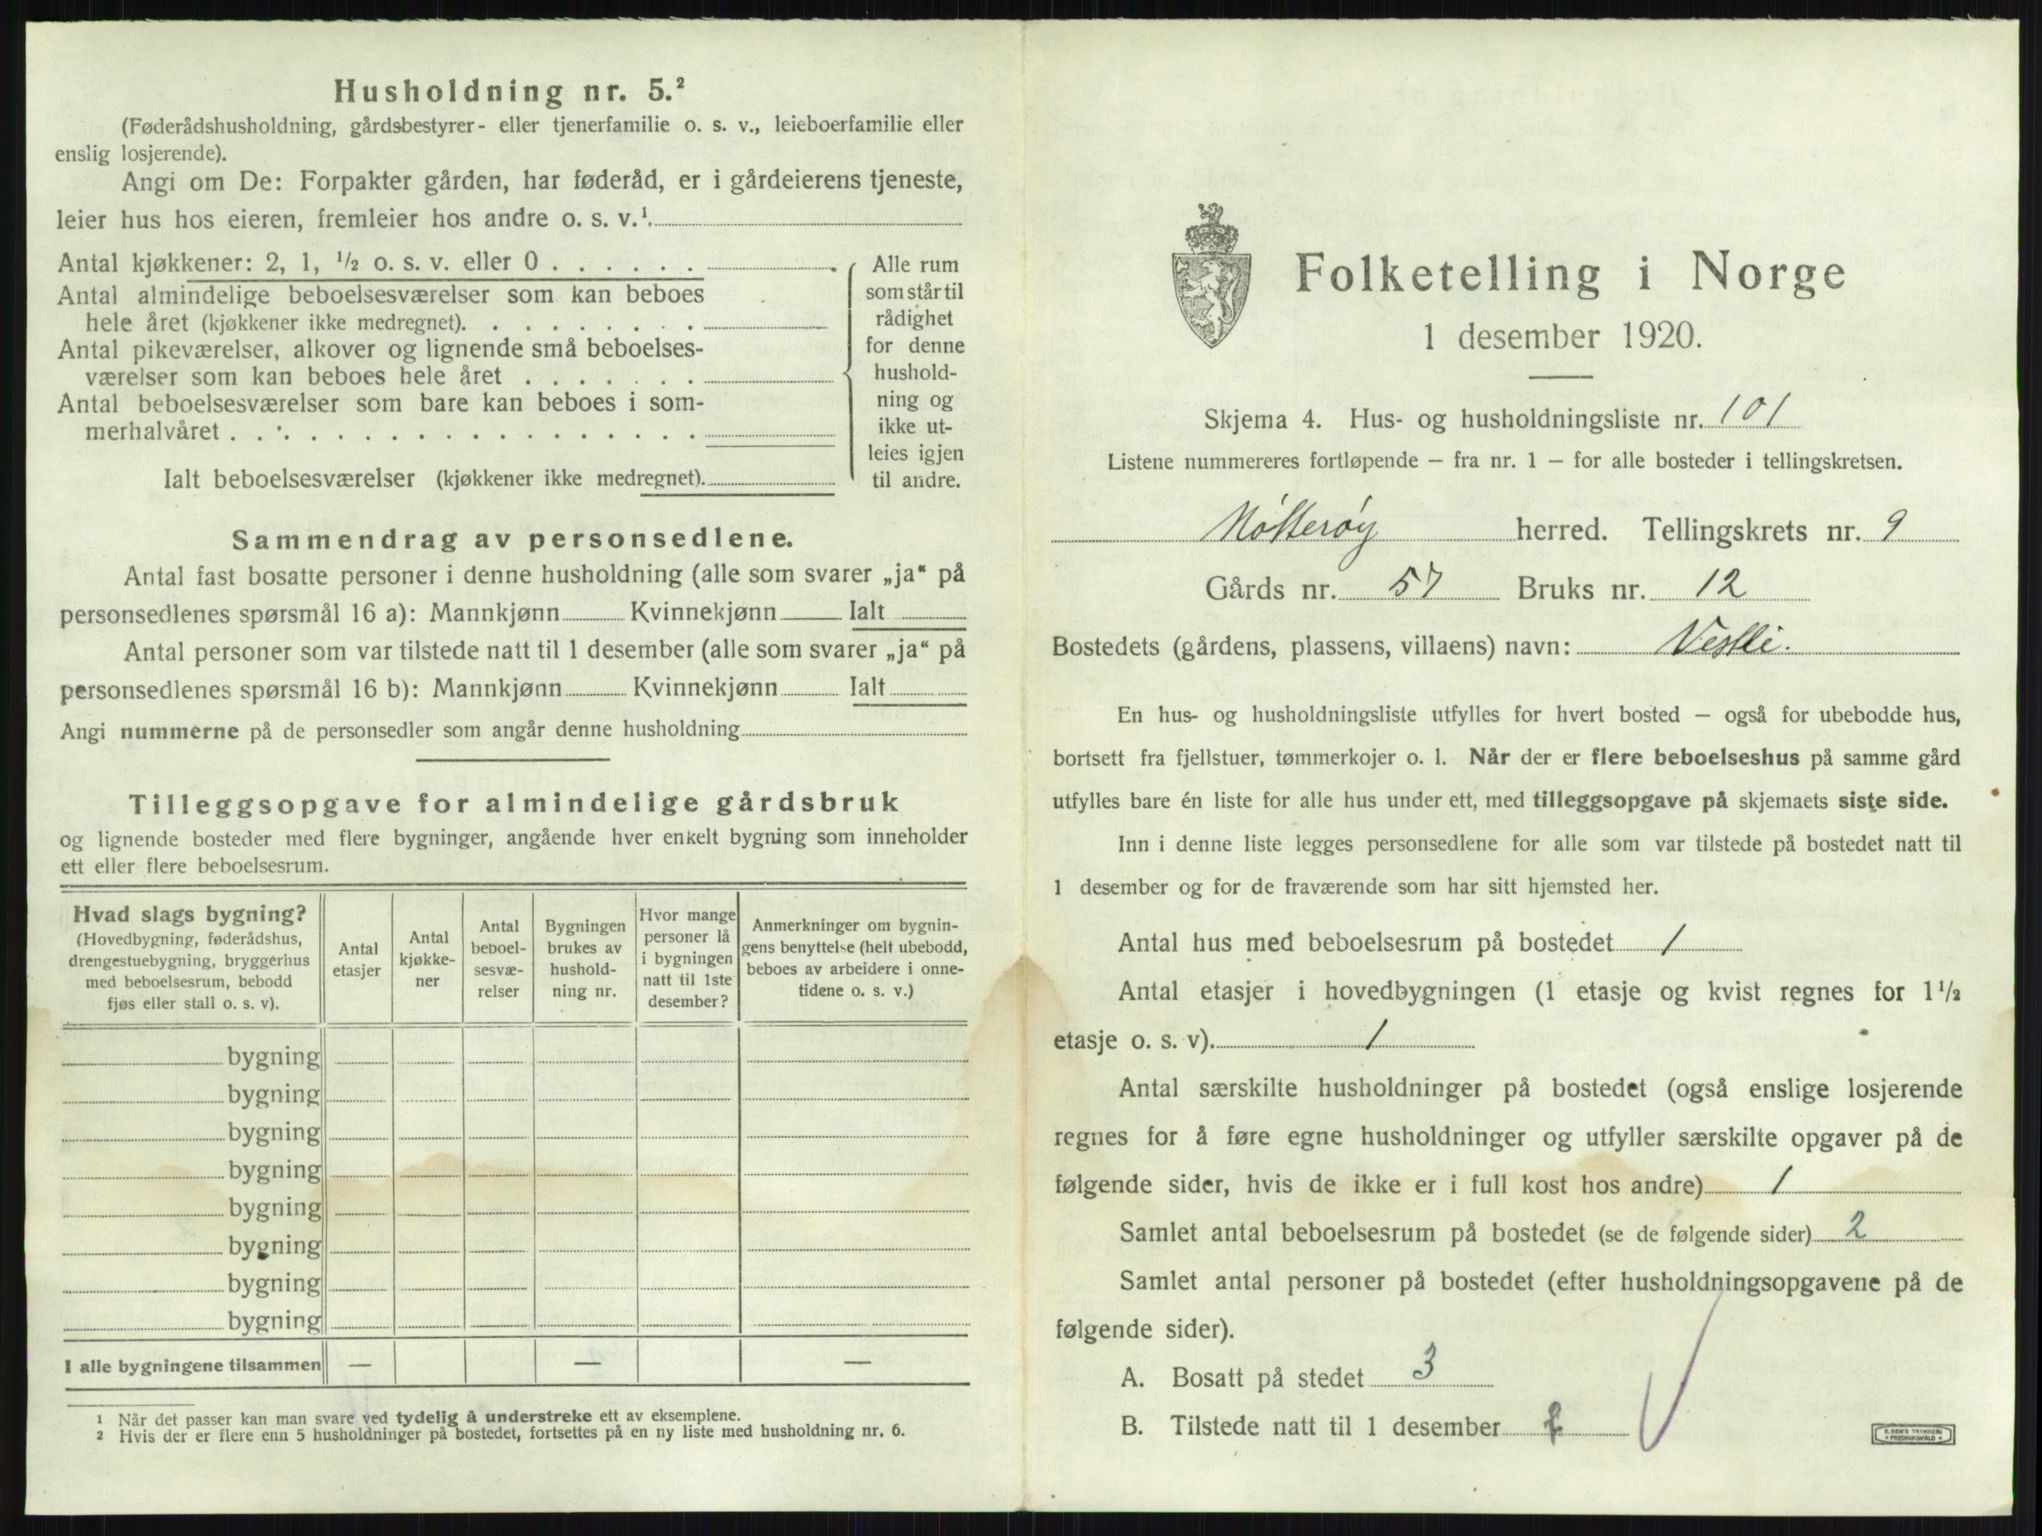 Husholdning nr. 5.²
(Føderådshusholdning, gårdsbestyrer- eller tjenerfamilie o. s. v., leieboerfamilie eller
enslig losjerende).
Angi om De: Forpakter gården, har føderåd, er i gårdeierens tjeneste,
leier hus hos eieren, fremleier hos andre o. s. v.¹
Antal kjøkkener: 2, 1, ½ o. s. v. eller 0 . . . . . .
Antal almindelige beboelsesværelser som kan beboes
hele året (kjøkkener ikke medregnet). . . . . . . . .
Antal pikeværelser, alkover og lignende små beboelses-
værelser som kan beboes hele året . . . . . . .
Antal beboelsesværelser som bare kan beboes i som-
merhalvåret . . . . . . . . . . . . . . . . . .
Ialt beboelsesværelser (kjøkkener ikke medregnet).
Alle rum
som står til
rådighet
for denne
hushold-
ning og
ikke ut-
leies igjen
til andre.
Sammendrag av personsedlene.
Antal fast bosatte personer i denne husholdning (alle som svarer „ja“ på
personsedlenes spørsmål 16 a): Mannkjønn Kvinnekjønn Ialt
Antal personer som var tilstede natt til 1 desember (alle som svarer „ja“ på
personsedlenes spørsmål 16 b): Mannkjønn Kvinnekjønn Ialt
Angi nummerne på de personsedler som angår denne husholdning
Tilleggsopgave for almindelige gårdsbruk
og lignende bosteder med flere bygninger, angående hver enkelt bygning som inneholder
ett eller flere beboelsesrum.
Hvad slags bygning?
(Hovedbygning, føderådshus,
drengestuebygning, bryggerhus
med beboelsesrum, bebodd
fjøs eller stall o. s. v).
Antal
etasjer
Antal
kjøkke-
ner
Antal
beboel-
sesvæ-
relser
Bygningen
brukes av
hushold-
ning nr.
Hvor mange
personer lå
i bygningen
natt til 1ste
desember?
Anmerkninger om bygnin-
gens benyttelse (helt ubebodd,
beboes av arbeidere i onne-
tidene o. s. v.)
bygning
bygning
bygning
bygning
bygning
bygning
bygning
bygning
I alle bygningene tilsammen — — —
¹ Når det passer kan man svare ved tydelig å understreke ett av eksemplene.
² Hvis der er flere enn 5 husholdninger på bostedet, fortsettes på en ny liste med husholdning nr. 6.
Folketelling i Norge
1 desember 1920.
Skjema 4. Hus- og husholdningsliste nr. 101
Listene nummereres fortløpende – fra nr. 1 – for alle bosteder i tellingskretsen.
Nøtterøy herred. Tellingskrets nr. 9
Gårds nr. 57 Bruks nr. 12
Bostedets (gårdens, plassens, villaens) navn: Vestli.
En hus- og husholdningsliste utfylles for hvert bosted – også for ubebodde hus,
bortsett fra fjellstuer, tømmerkojer o. l. Når der er flere beboelseshus på samme gård
utfylles bare én liste for alle hus under ett, med tilleggsopgave på skjemaets siste side.
Inn i denne liste legges personsedlene for alle som var tilstede på bostedet natt til
1 desember og for de fraværende som har sitt hjemsted her.
Antal hus med beboelsesrum på bostedet 1
Antal etasjer i hovedbygningen (1 etasje og kvist regnes for 1½
etasje o. s. v). 1
Antal særskilte husholdninger på bostedet (også enslige losjerende
regnes for å føre egne husholdninger og utfyller særskilte opgaver på de
følgende sider, hvis de ikke er i full kost hos andre) 1
Samlet antal beboelsesrum på bostedet (se de følgende sider) 2
Samlet antal personer på bostedet (efter husholdningsopgavene på de
følgende sider).
A. Bosatt på stedet 3
B. Tilstede natt til 1 desember